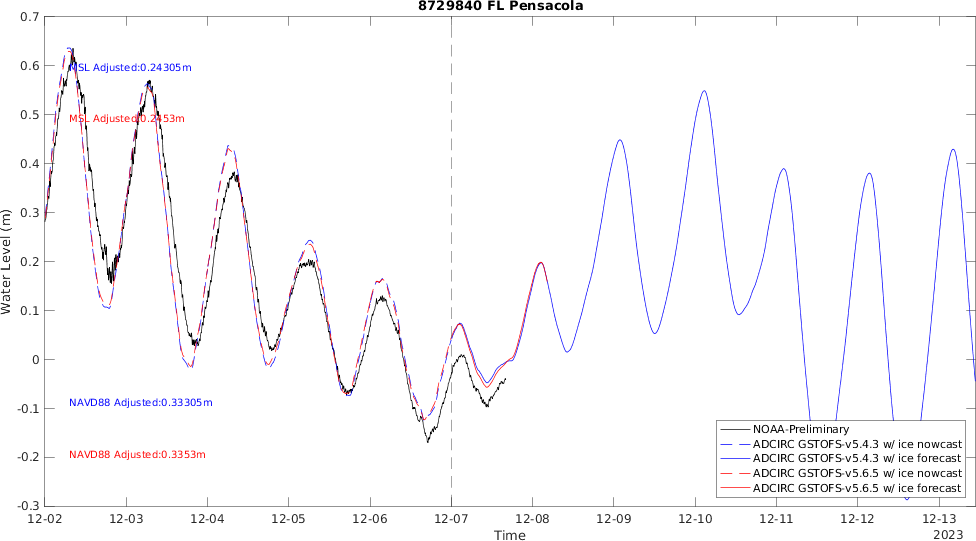 8729840 FL Pensacola
0.7
0.6
0.5
0.4
0.3
0.2
0.1
0
-0.1
-0.2
-0.3
Water Level (m)
MSL Adjusted:0.24305m
MSL Adjusted:0.2453m
NAVD88 Adjusted:0.33305m
NAVD88 Adjusted:0.3353m
NOAA-Preliminary
ADCIRC GSTOFS-v5.4.3 w/ ice nowcast
ADCIRC GSTOFS-v5.4.3 w/ ice forecast
ADCIRC GSTOFS-v5.6.5 w/ ice nowcast
ADCIRC GSTOFS-v5.6.5 w/ ice forecast
12-02 12-03 12-04 12-05 12-06 12-07 12-08 12-09 12-10 12-11 12-12 12-13
Time
2023